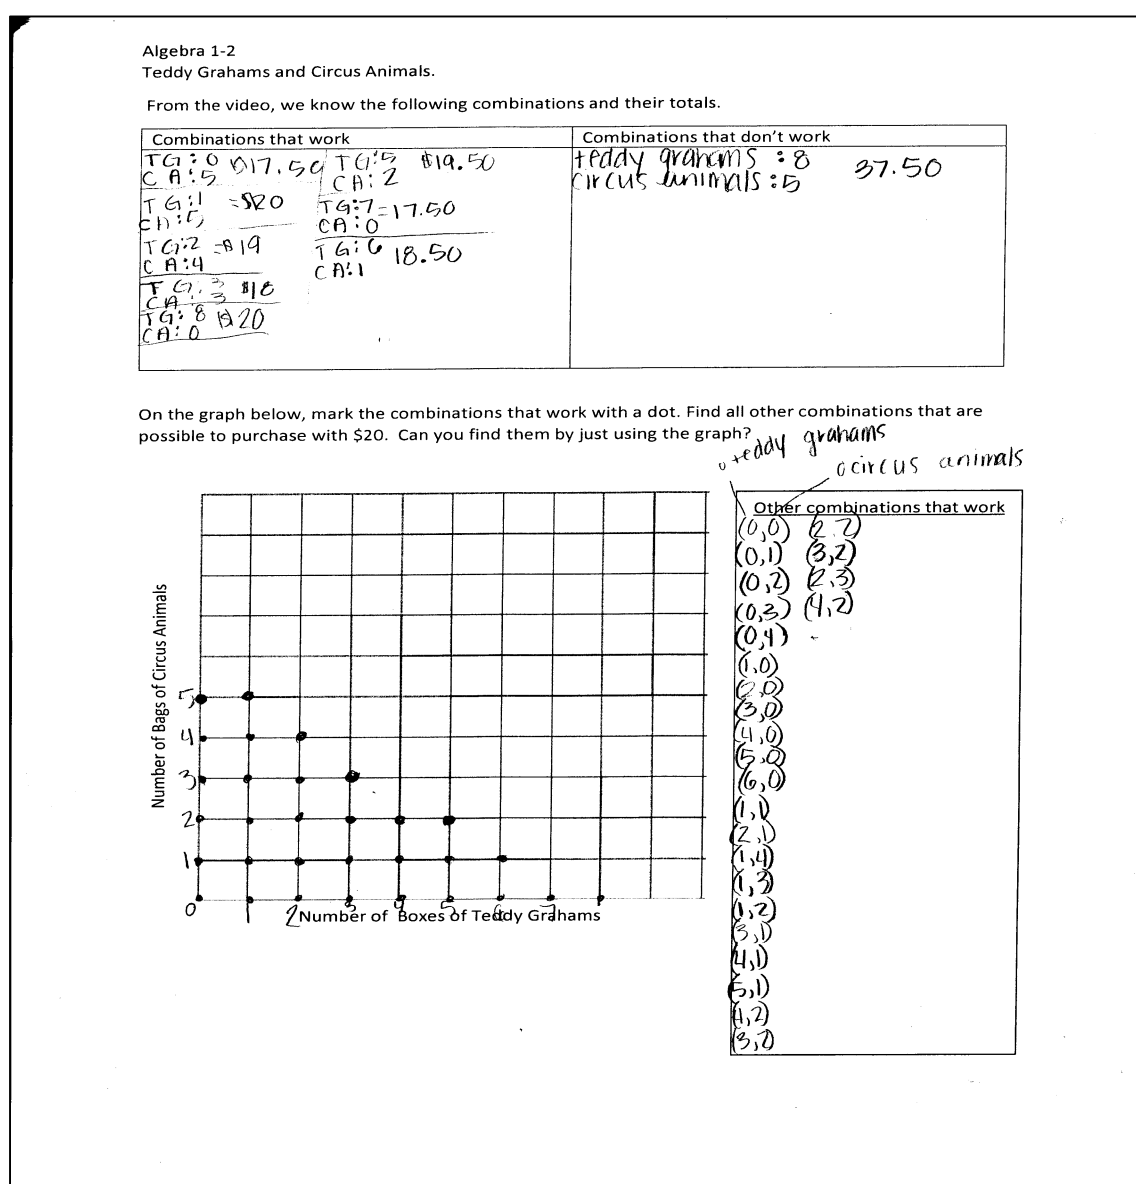 Algebra 1-2
Teddy Grahams and Circus Animals.
From the video, we know the following combinations and their totals.
Combinations that work
TG: 0 $17.50
CA: 5
TG: 1 = $20
CA: 5
TG: 2 = $19
CA: 4
TG: 3 $18
CA: 3
TG: 8 $20
CA: 0
TG: 5 $19.50
CA: 2
TG: 7 = 17.50
CA: 0
TG: 6 18.50
CA: 1
Combinations that don't work
teddy grahams : 8 37.50
circus animals : 5
On the graph below, mark the combinations that work with a dot. Find all other combinations that are
possible to purchase with $20. Can you find them by just using the graph?
teddy grahams
circus animals
Number of Bags of Circus Animals
5
4
3
2
1
0 1 2 3 4 5 6 7
Number of Boxes of Teddy Grahams
Other combinations that work
(0,0) (2,2)
(0,1) (3,2)
(0,2) (2,3)
(0,3) (4,2)
(0,4)
(1,0)
(2,0)
(3,0)
(4,0)
(5,0)
(6,0)
(1,1)
(2,1)
(1,4)
(1,3)
(1,2)
(3,1)
(4,1)
(5,1)
(4,2)
(3,2)